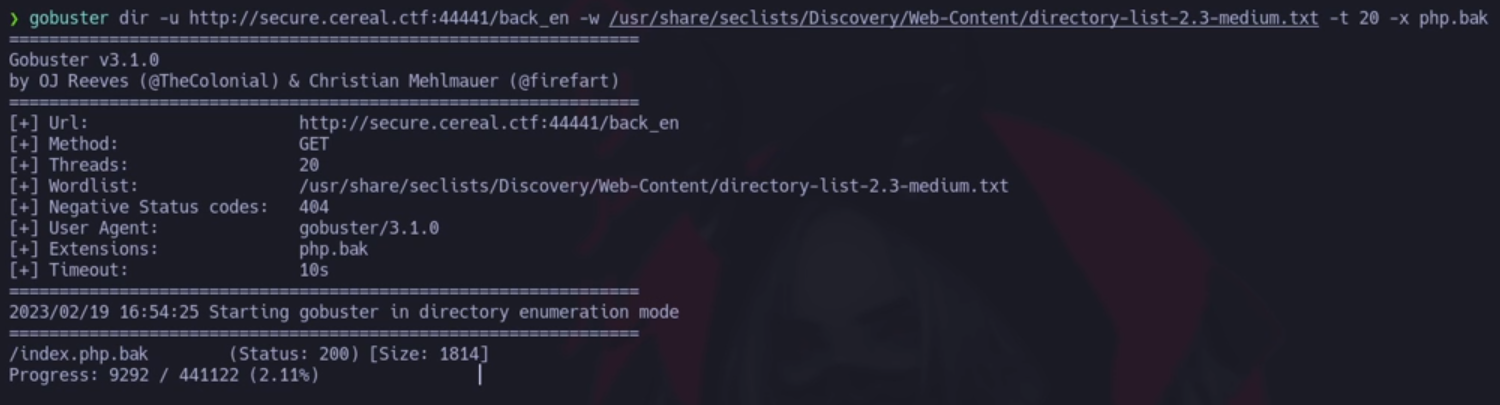 ❯ gobuster dir -u http://secure.cereal.ctf:44441/back_en -w /usr/share/seclists/Discovery/Web-Content/directory-list-2.3-medium.txt -t 20 -x php.bak
===============================================================
Gobuster v3.1.0
by OJ Reeves (@TheColonial) & Christian Mehlmauer (@firefart)
===============================================================
[+] Url:                     http://secure.cereal.ctf:44441/back_en
[+] Method:                  GET
[+] Threads:                 20
[+] Wordlist:                /usr/share/seclists/Discovery/Web-Content/directory-list-2.3-medium.txt
[+] Negative Status codes:   404
[+] User Agent:              gobuster/3.1.0
[+] Extensions:              php.bak
[+] Timeout:                 10s
===============================================================
2023/02/19 16:54:25 Starting gobuster in directory enumeration mode
===============================================================
/index.php.bak        (Status: 200) [Size: 1814]
Progress: 9292 / 441122 (2.11%)